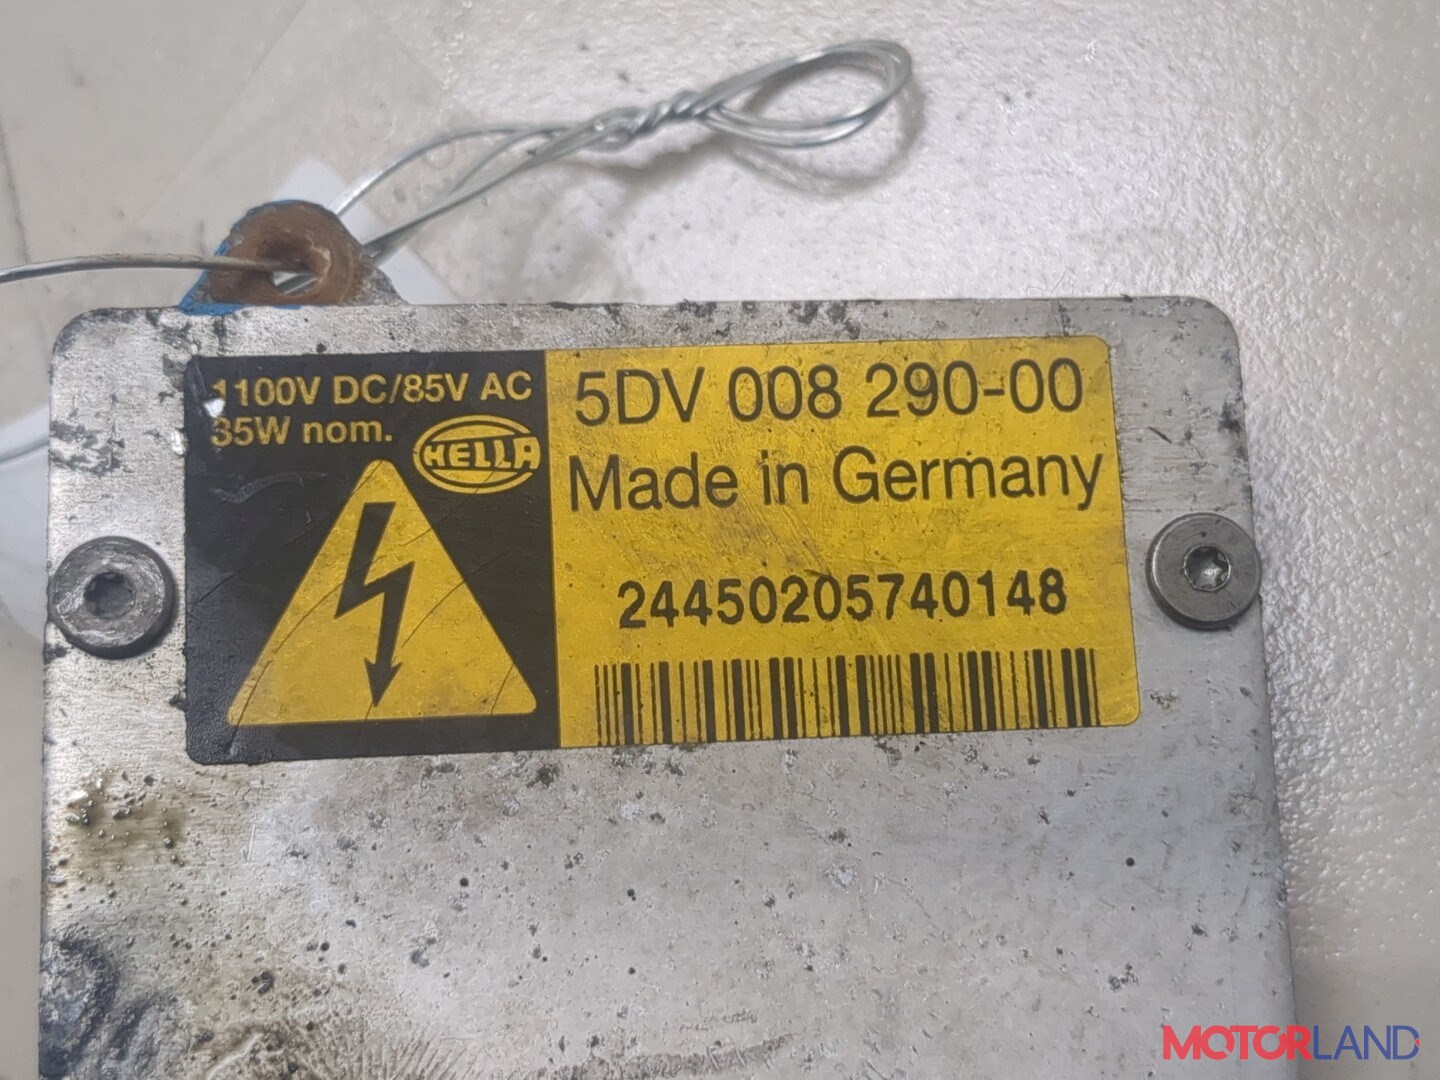 1100V DC/85V AC
35W nom.
HELLA
5DV 008 290-00
Made in Germany
24450205740148
MOTORLAND